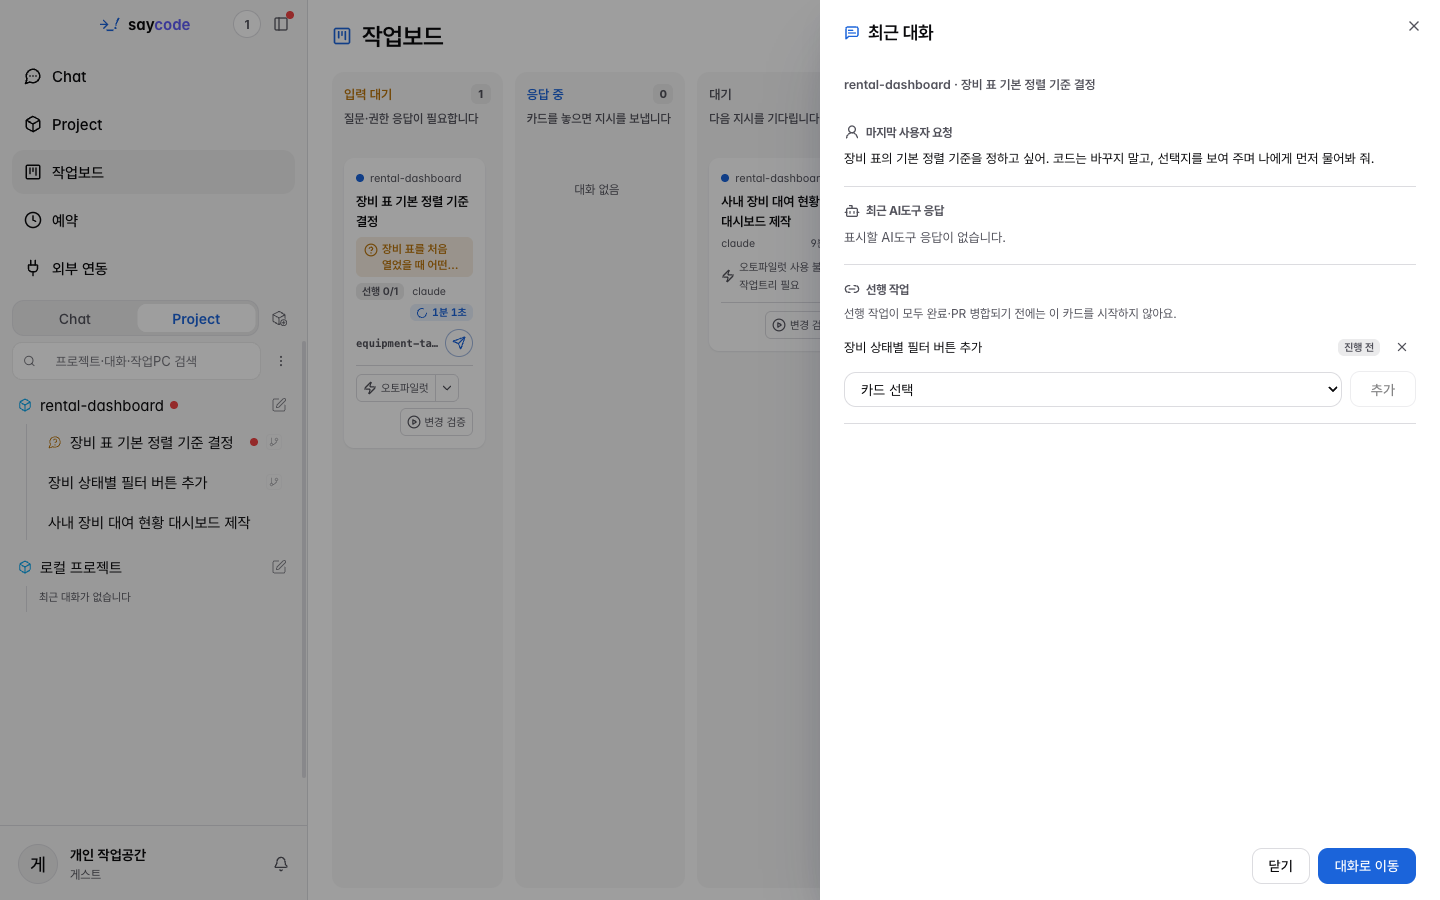 saycode
1
Chat
Project
작업보드
예약
외부 연동
Chat
Project
프로젝트·대화·작업PC 검색
rental-dashboard
장비 표 기본 정렬 기준 결정
장비 상태별 필터 버튼 추가
사내 장비 대여 현황 대시보드 제작
로컬 프로젝트
최근 대화가 없습니다
게
개인 작업공간
게스트
작업보드
입력 대기
1
질문·권한 응답이 필요합니다
rental-dashboard
장비 표 기본 정렬 기준
결정
장비 표를 처음
열었을 때 어떤...
선행 0/1
claude
1분 1초
equipment-ta...
오토파일럿
변경 검증
응답 중
0
카드를 놓으면 지시를 보냅니다
대화 없음
대기
다음 지시를 기다립니다
rental-dashboar
사내 장비 대여 현황
대시보드 제작
claude
오토파일럿 사용 불
작업트리 필요
변경 검
최근 대화
rental-dashboard · 장비 표 기본 정렬 기준 결정
마지막 사용자 요청
장비 표의 기본 정렬 기준을 정하고 싶어. 코드는 바꾸지 말고, 선택지를 보여 주며 나에게 먼저 물어봐 줘.
최근 AI도구 응답
표시할 AI도구 응답이 없습니다.
선행 작업
선행 작업이 모두 완료·PR 병합되기 전에는 이 카드를 시작하지 않아요.
장비 상태별 필터 버튼 추가
진행 전
카드 선택
추가
닫기
대화로 이동